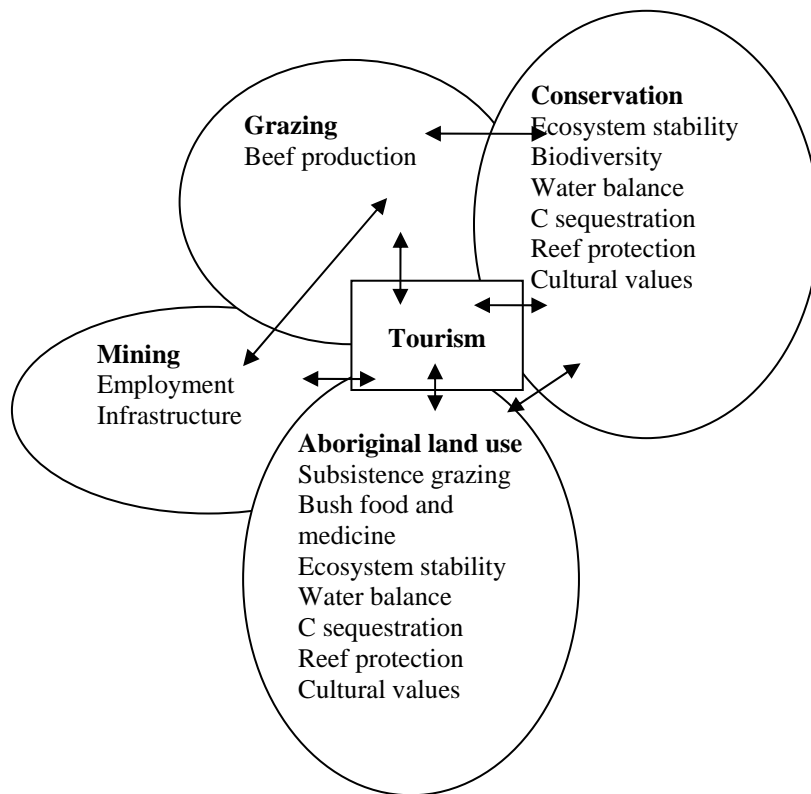 Grazing
Beef production
Conservation
Ecosystem stability
Biodiversity
Water balance
C sequestration
Reef protection
Cultural values
Tourism
Mining
Employment
Infrastructure
Aboriginal land use
Subsistence grazing
Bush food and
medicine
Ecosystem stability
Water balance
C sequestration
Reef protection
Cultural values